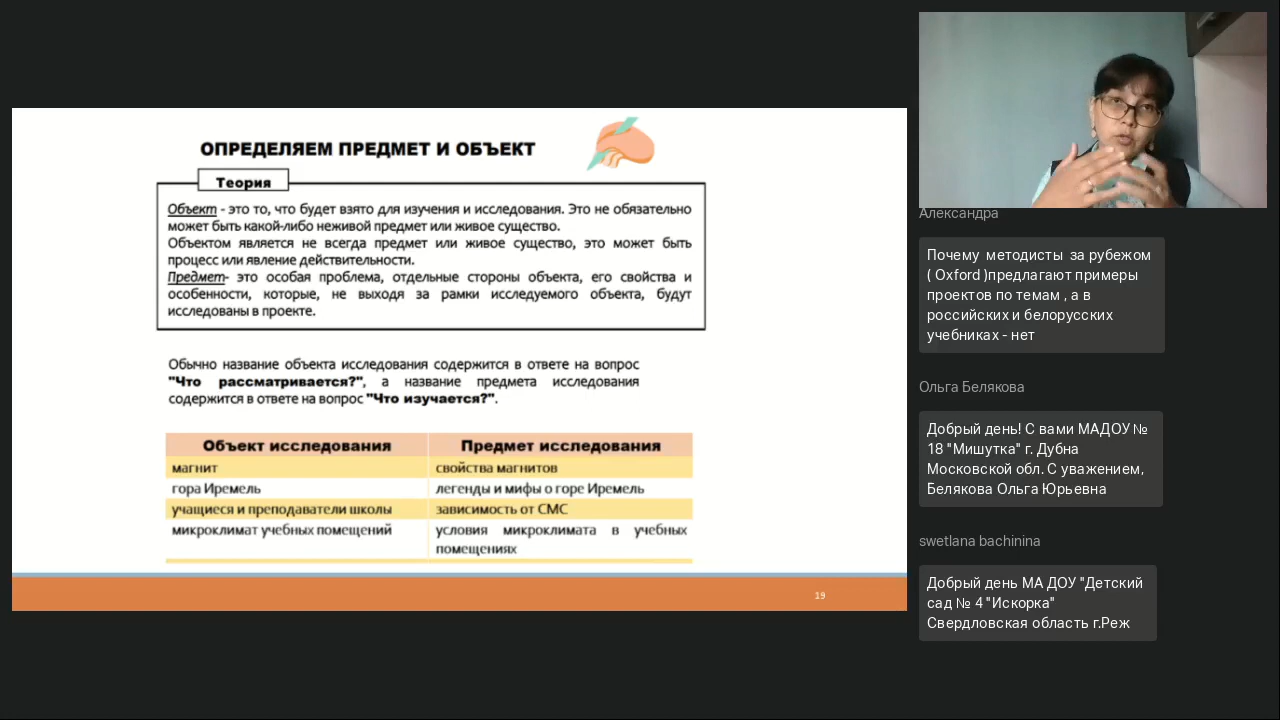 ОПРЕДЕЛЯЕМ ПРЕДМЕТ И ОБЪЕКТ
Теория
Объект - это то, что будет взято для изучения и исследования. Это не обязательно
может быть какой-либо неживой предмет или живое существо.
Объектом является не всегда предмет или живое существо, это может быть
процесс или явление действительности.
Предмет- это особая проблема, отдельные стороны объекта, его свойства и
особенности, которые, не выходя за рамки исследуемого объекта, будут
исследованы в проекте.
Обычно название объекта исследования содержится в ответе на вопрос
"Что рассматривается?", а название предмета исследования
содержится в ответе на вопрос "Что изучается?".
Объект исследования Предмет исследования
магнит свойства магнитов
гора Иремель легенды и мифы о горе Иремель
учащиеся и преподаватели школы зависимость от СМС
микроклимат учебных помещений условия микроклимата в учебных
помещениях
19
Александра
Почему методисты за рубежом
( Oxford )предлагают примеры
проектов по темам , а в
российских и белорусских
учебниках - нет
Ольга Белякова
Добрый день! С вами МАДОУ №
18 "Мишутка" г. Дубна
Московской обл. С уважением,
Белякова Ольга Юрьевна
swetlana bachinina
Добрый день МА ДОУ "Детский
сад № 4 "Искорка"
Свердловская область г.Реж